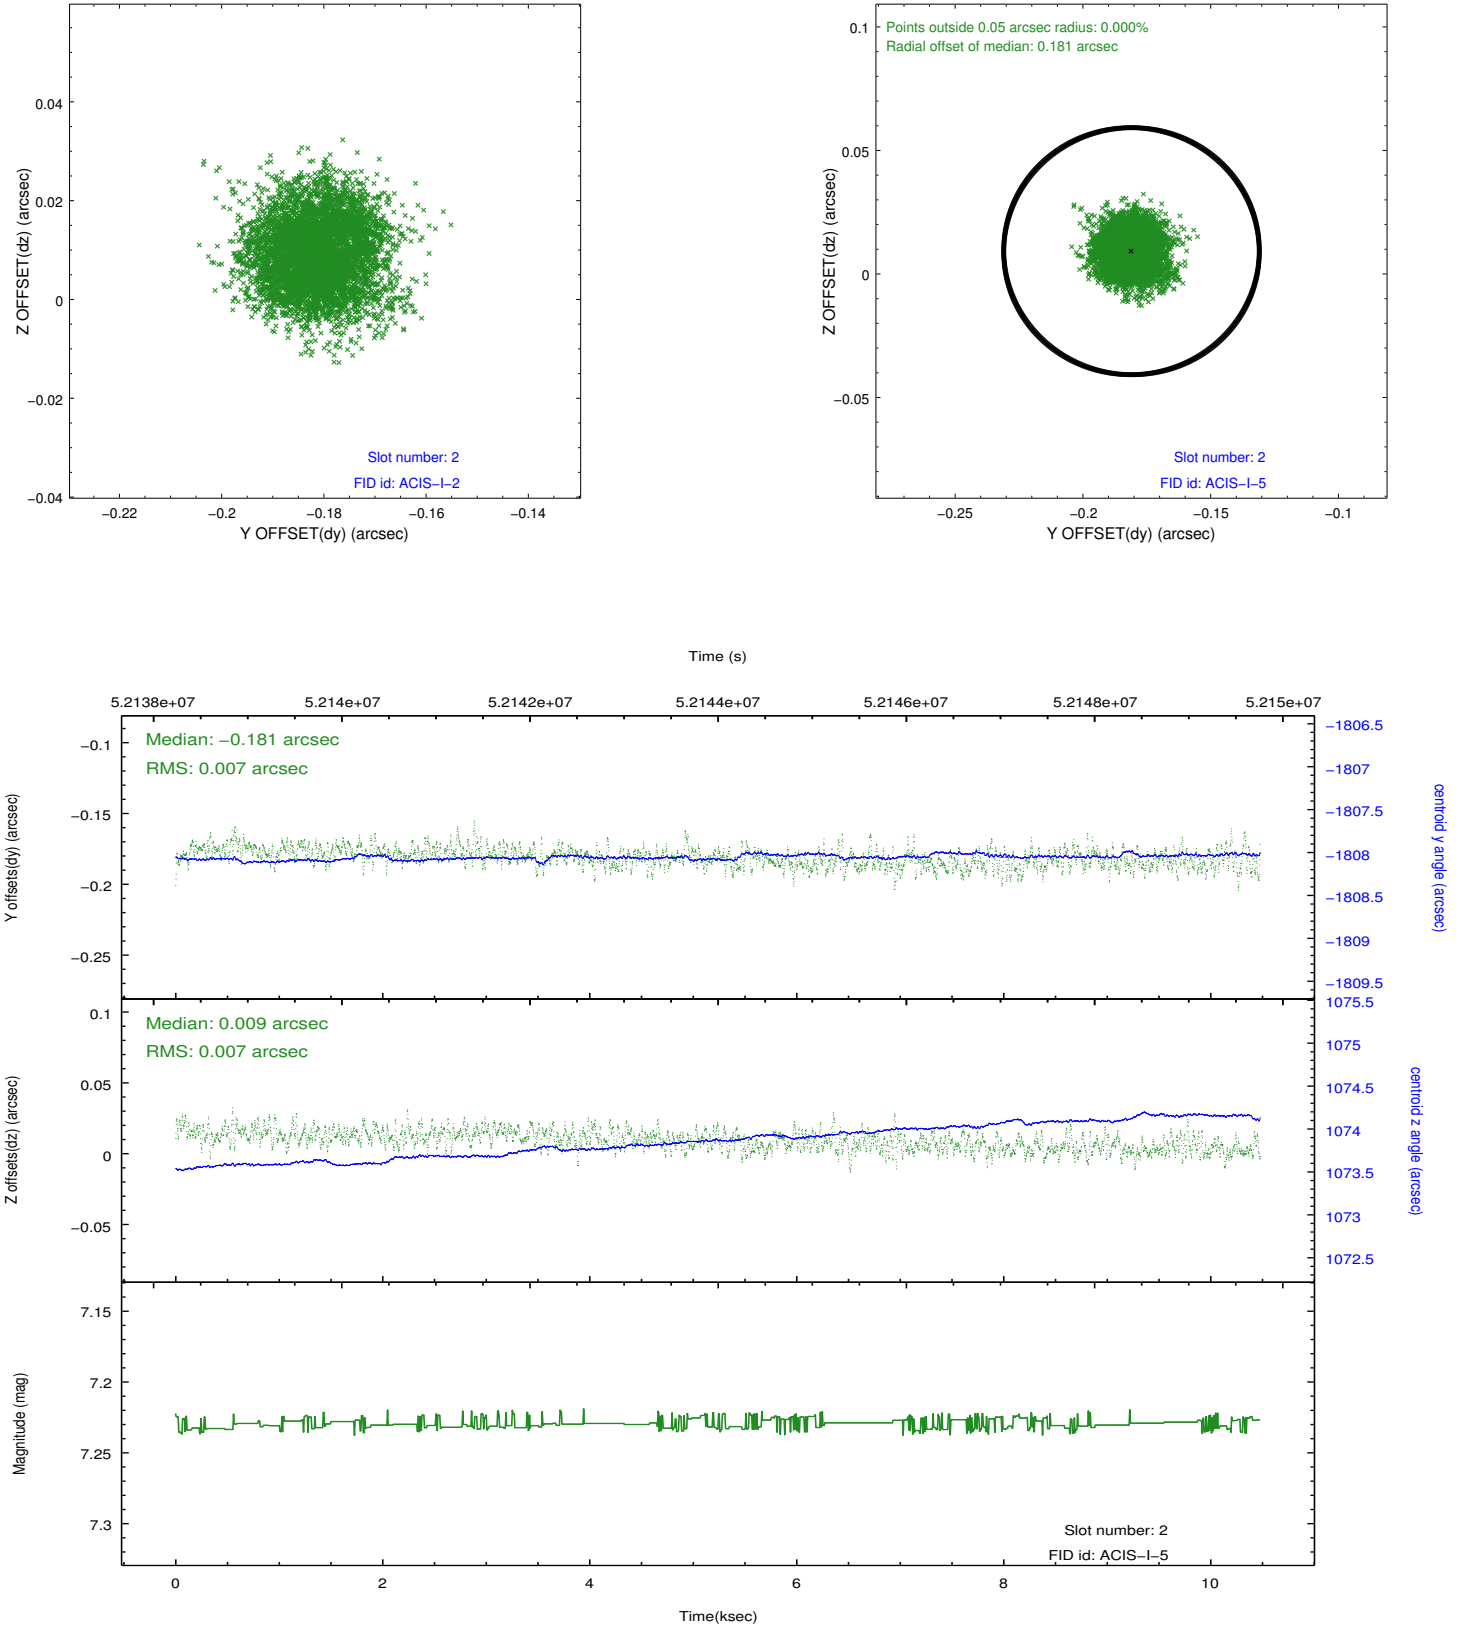 0.04
0.02
0
−0.02
−0.04
Z OFFSET(dz) (arcsec)
Slot number: 2
FID id: ACIS−I−2
−0.22
−0.2
−0.18
−0.16
−0.14
Y OFFSET(dy) (arcsec)
Points outside 0.05 arcsec radius: 0.000%
Radial offset of median: 0.181 arcsec
0.1
0.05
0
−0.05
Z OFFSET(dz) (arcsec)
Slot number: 2
FID id: ACIS−I−5
−0.25
−0.2
−0.15
−0.1
Y OFFSET(dy) (arcsec)
Time (s)
5.2138e+07
5.214e+07
5.2142e+07
5.2144e+07
5.2146e+07
5.2148e+07
5.215e+07
Median: −0.181 arcsec
RMS: 0.007 arcsec
−0.1
−0.15
−0.2
−0.25
Y offsets(dy) (arcsec)
−1806.5
−1807
−1807.5
−1808
−1808.5
−1809
−1809.5
centroid y angle (arcsec)
Median: 0.009 arcsec
RMS: 0.007 arcsec
0.1
0.05
0
−0.05
Z offsets(dz) (arcsec)
1075.5
1075
1074.5
1074
1073.5
1073
1072.5
centroid z angle (arcsec)
7.15
7.2
7.25
7.3
Magnitude (mag)
Slot number: 2
FID id: ACIS−I−5
0
2
4
6
8
10
Time(ksec)